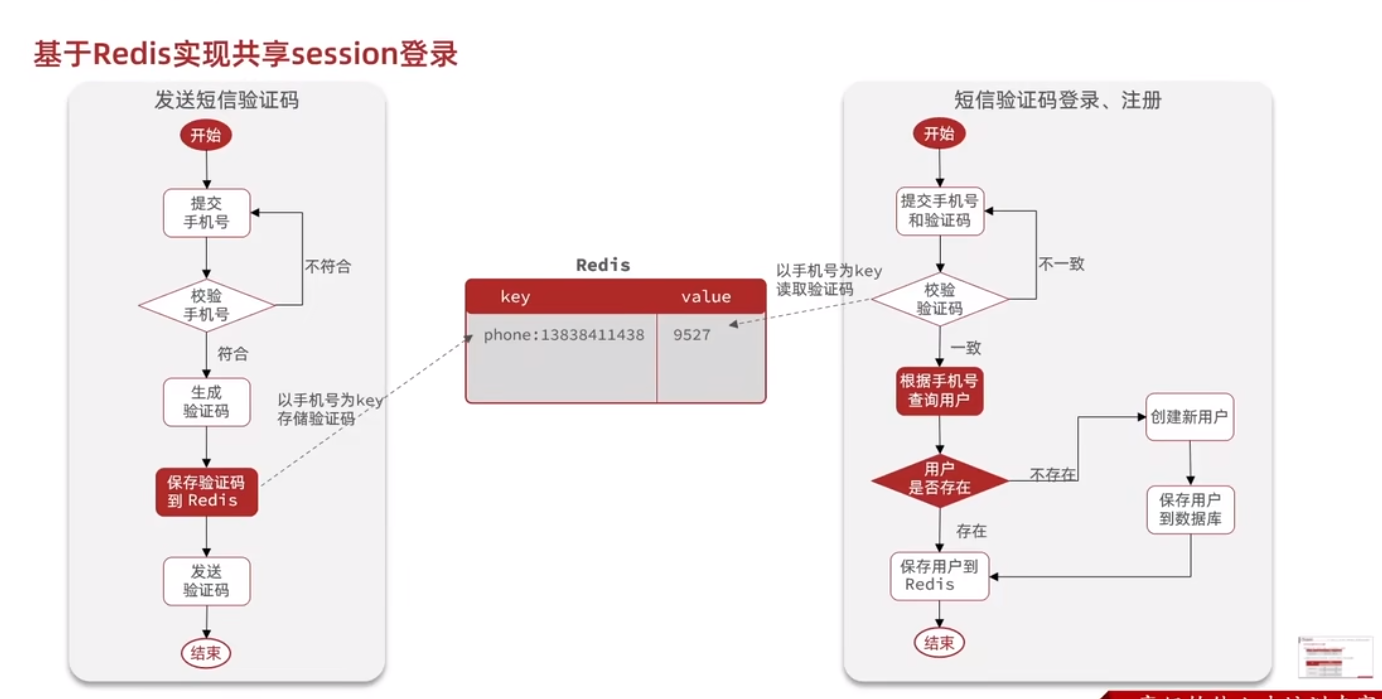 基于Redis实现共享session登录
发送短信验证码
开始
提交
手机号
不符合
校验
手机号
符合
生成
验证码
以手机号为key
存储验证码
保存验证码
到 Redis
发送
验证码
结束
Redis
key value
phone:13838411438 9527
以手机号为key
读取验证码
短信验证码登录、注册
开始
提交手机号
和验证码
不一致
校验
验证码
一致
根据手机号
查询用户
用户
是否存在
不存在
创建新用户
保存用户
到数据库
存在
保存用户到
Redis
结束